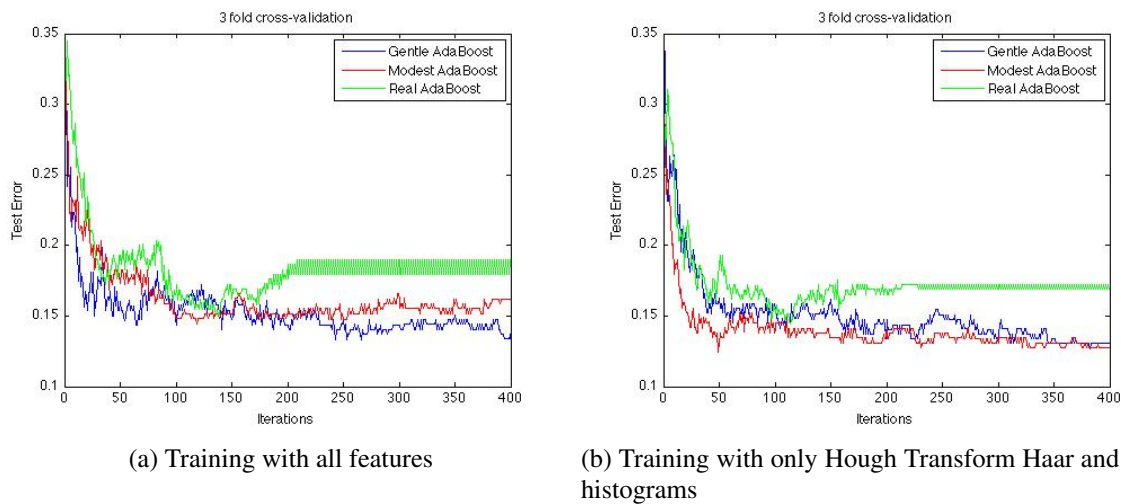 3 fold cross-validation
0.35
0.3
0.25
0.2
0.15
0.1
Test Error
0 50 100 150 200 250 300 350 400
Iterations
Gentle AdaBoost
Modest AdaBoost
Real AdaBoost
(a) Training with all features
3 fold cross-validation
0.35
0.3
0.25
0.2
0.15
0.1
Test Error
0 50 100 150 200 250 300 350 400
Iterations
Gentle AdaBoost
Modest AdaBoost
Real AdaBoost
(b) Training with only Hough Transform Haar and
histograms